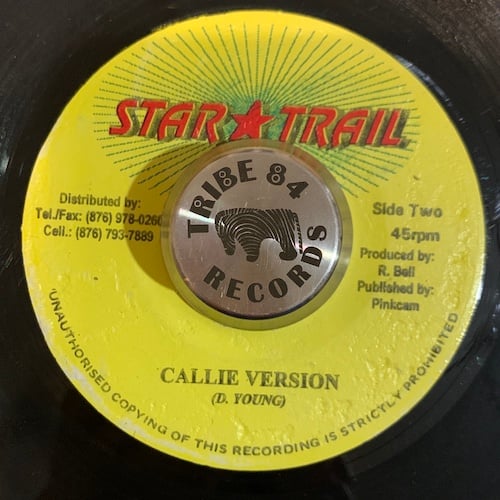 STAR TRAIL
Distributed by:
Tel./Fax: (876) 978-0260
Cell.: (876) 793-7889
TRIBE 84
RECORDS
Side Two
45rpm
Produced by:
R. Bell
Published by:
Pinkcam
CALLIE VERSION
(D. YOUNG)
UNAUTHORISED COPYING OF THIS RECORDING IS STRICTLY PROHIBITED